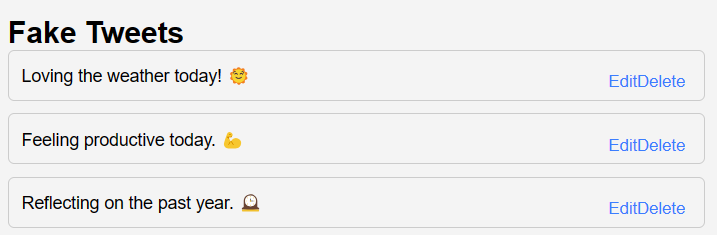 Fake Tweets
Loving the weather today! 🌞
EditDelete
Feeling productive today. 💪
EditDelete
Reflecting on the past year. 🕰️
EditDelete